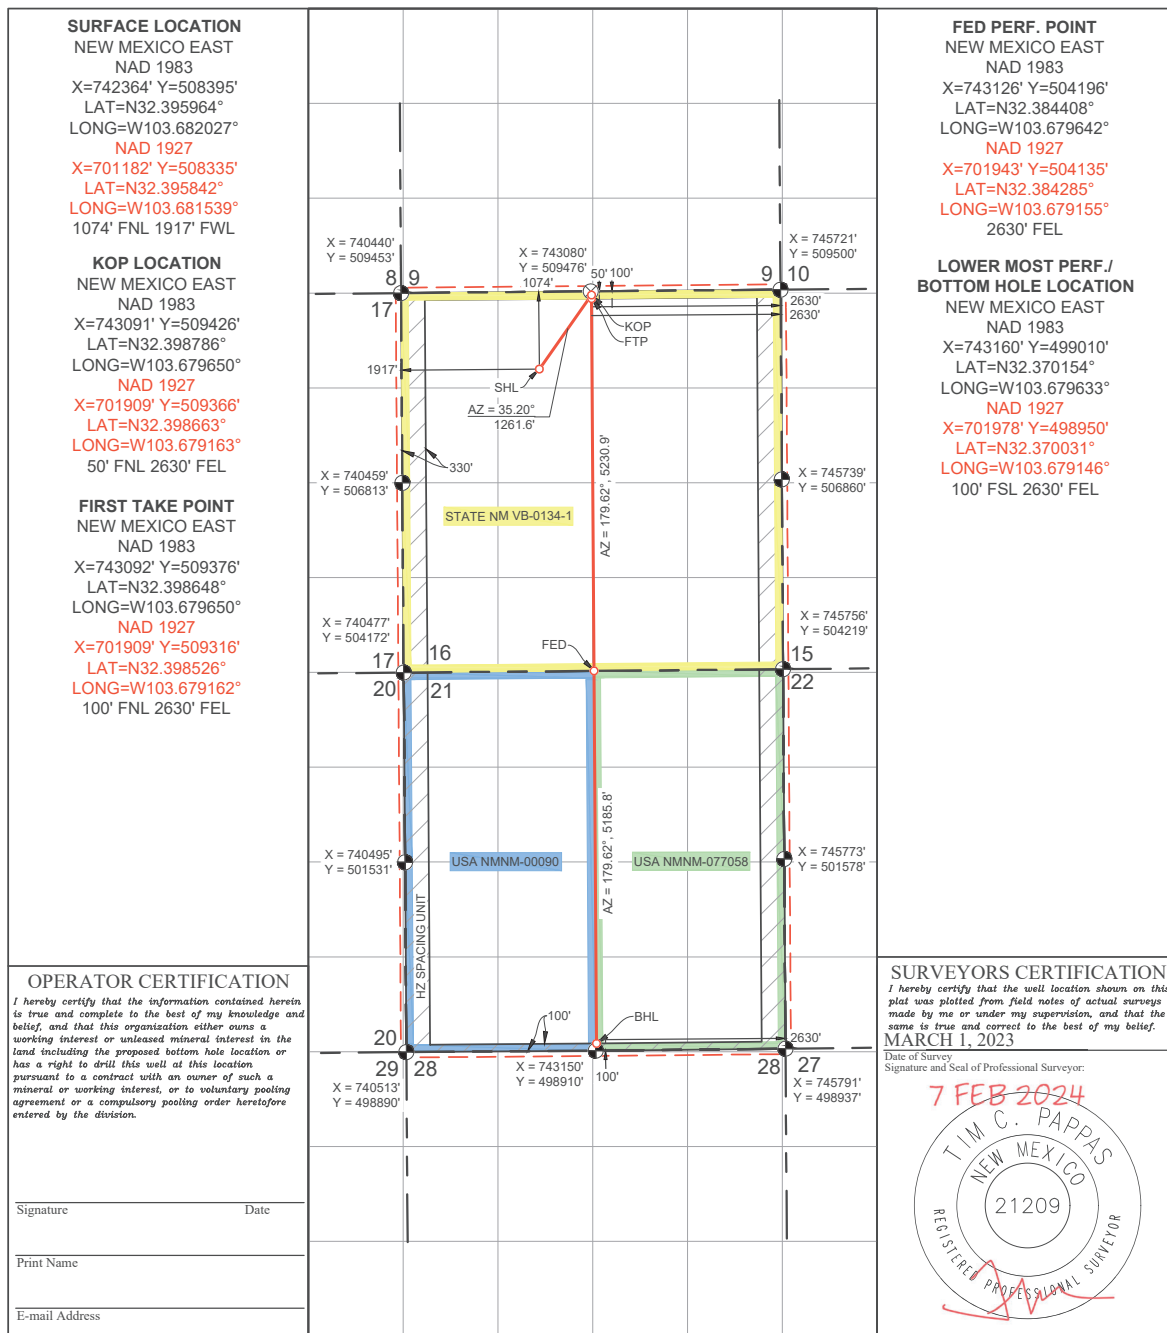 SURFACE LOCATION
NEW MEXICO EAST
NAD 1983
X=742364' Y=508395'
LAT=N32.395964°
LONG=W103.682027°
NAD 1927
X=701182' Y=508335'
LAT=N32.395842°
LONG=W103.681539°
1074' FNL 1917' FWL
KOP LOCATION
NEW MEXICO EAST
NAD 1983
X=743091' Y=509426'
LAT=N32.398786°
LONG=W103.679650°
NAD 1927
X=701909' Y=509366'
LAT=N32.398663°
LONG=W103.679163°
50' FNL 2630' FEL
FIRST TAKE POINT
NEW MEXICO EAST
NAD 1983
X=743092' Y=509376'
LAT=N32.398648°
LONG=W103.679650°
NAD 1927
X=701909' Y=509316'
LAT=N32.398526°
LONG=W103.679162°
100' FNL 2630' FEL
X = 740440'
Y = 509453'
X = 743080'
Y = 509476'
1074'
50'
100'
X = 745721'
Y = 509500'
8
9
9
10
17
2630'
2630'
KOP
FTP
1917'
SHL
AZ = 35.20°
1261.6'
330'
X = 740459'
Y = 506813'
X = 745739'
Y = 506860'
STATE NM VB-0134-1
AZ = 179.62°, 5230.9'
X = 740477'
Y = 504172'
X = 745756'
Y = 504219'
FED
17
16
15
20
21
22
X = 740495'
Y = 501531'
USA NMNM-00090
USA NMNM-077058
X = 745773'
Y = 501578'
AZ = 179.62°, 5185.8'
HZ SPACING UNIT
100'
BHL
2630'
20
29
28
28
27
X = 743150'
Y = 498910'
100'
X = 740513'
Y = 498890'
X = 745791'
Y = 498937'
FED PERF. POINT
NEW MEXICO EAST
NAD 1983
X=743126' Y=504196'
LAT=N32.384408°
LONG=W103.679642°
NAD 1927
X=701943' Y=504135'
LAT=N32.384285°
LONG=W103.679155°
2630' FEL
LOWER MOST PERF./
BOTTOM HOLE LOCATION
NEW MEXICO EAST
NAD 1983
X=743160' Y=499010'
LAT=N32.370154°
LONG=W103.679633°
NAD 1927
X=701978' Y=498950'
LAT=N32.370031°
LONG=W103.679146°
100' FSL 2630' FEL
OPERATOR CERTIFICATION
I hereby certify that the information contained herein
is true and complete to the best of my knowledge and
belief, and that this organization either owns a
working interest or unleased mineral interest in the
land including the proposed bottom hole location or
has a right to drill this well at this location
pursuant to a contract with an owner of such a
mineral or working interest, or to voluntary pooling
agreement or a compulsory pooling order heretofore
entered by the division.
Signature Date
Print Name
E-mail Address
SURVEYORS CERTIFICATION
I hereby certify that the well location shown on this
plat was plotted from field notes of actual surveys
made by me or under my supervision, and that the
same is true and correct to the best of my belief.
MARCH 1, 2023
Date of Survey
Signature and Seal of Professional Surveyor:
7 FEB 2024
TIM C. PAPPAS
NEW MEXICO
21209
REGISTERED PROFESSIONAL SURVEYOR